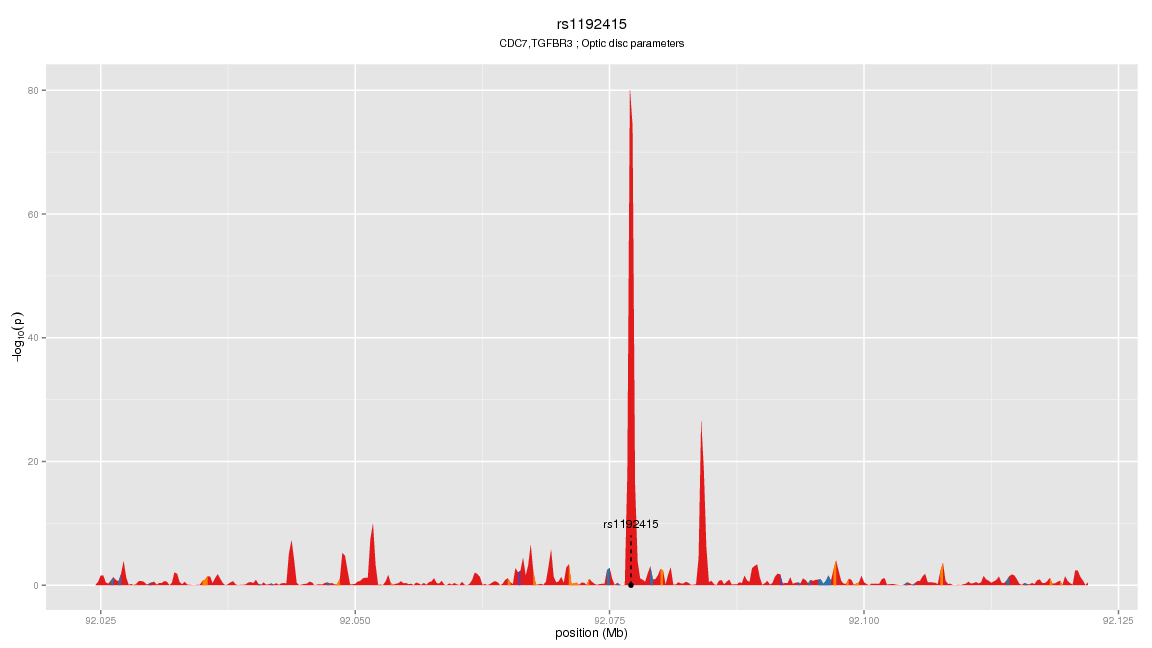 rs1192415
CDC7,TGFBR3 ; Optic disc parameters
80
60
40
20
0
−log10(p)
rs1192415
92.025 92.050 92.075 92.100 92.125
position (Mb)